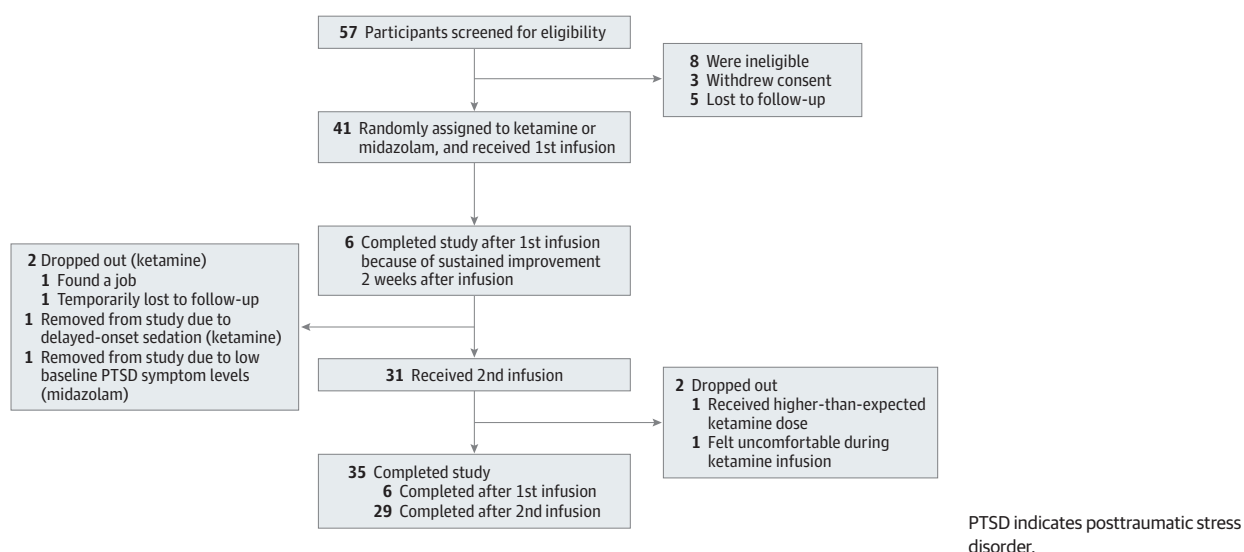 57 Participants screened for eligibility
8 Were ineligible
3 Withdrew consent
5 Lost to follow-up
41 Randomly assigned to ketamine or
midazolam, and received 1st infusion
6 Completed study after 1st infusion
because of sustained improvement
2 weeks after infusion
2 Dropped out (ketamine)
1 Found a job
1 Temporarily lost to follow-up
1 Removed from study due to
delayed-onset sedation (ketamine)
1 Removed from study due to low
baseline PTSD symptom levels
(midazolam)
31 Received 2nd infusion
2 Dropped out
1 Received higher-than-expected
ketamine dose
1 Felt uncomfortable during
ketamine infusion
35 Completed study
6 Completed after 1st infusion
29 Completed after 2nd infusion
PTSD indicates posttraumatic stress
disorder.